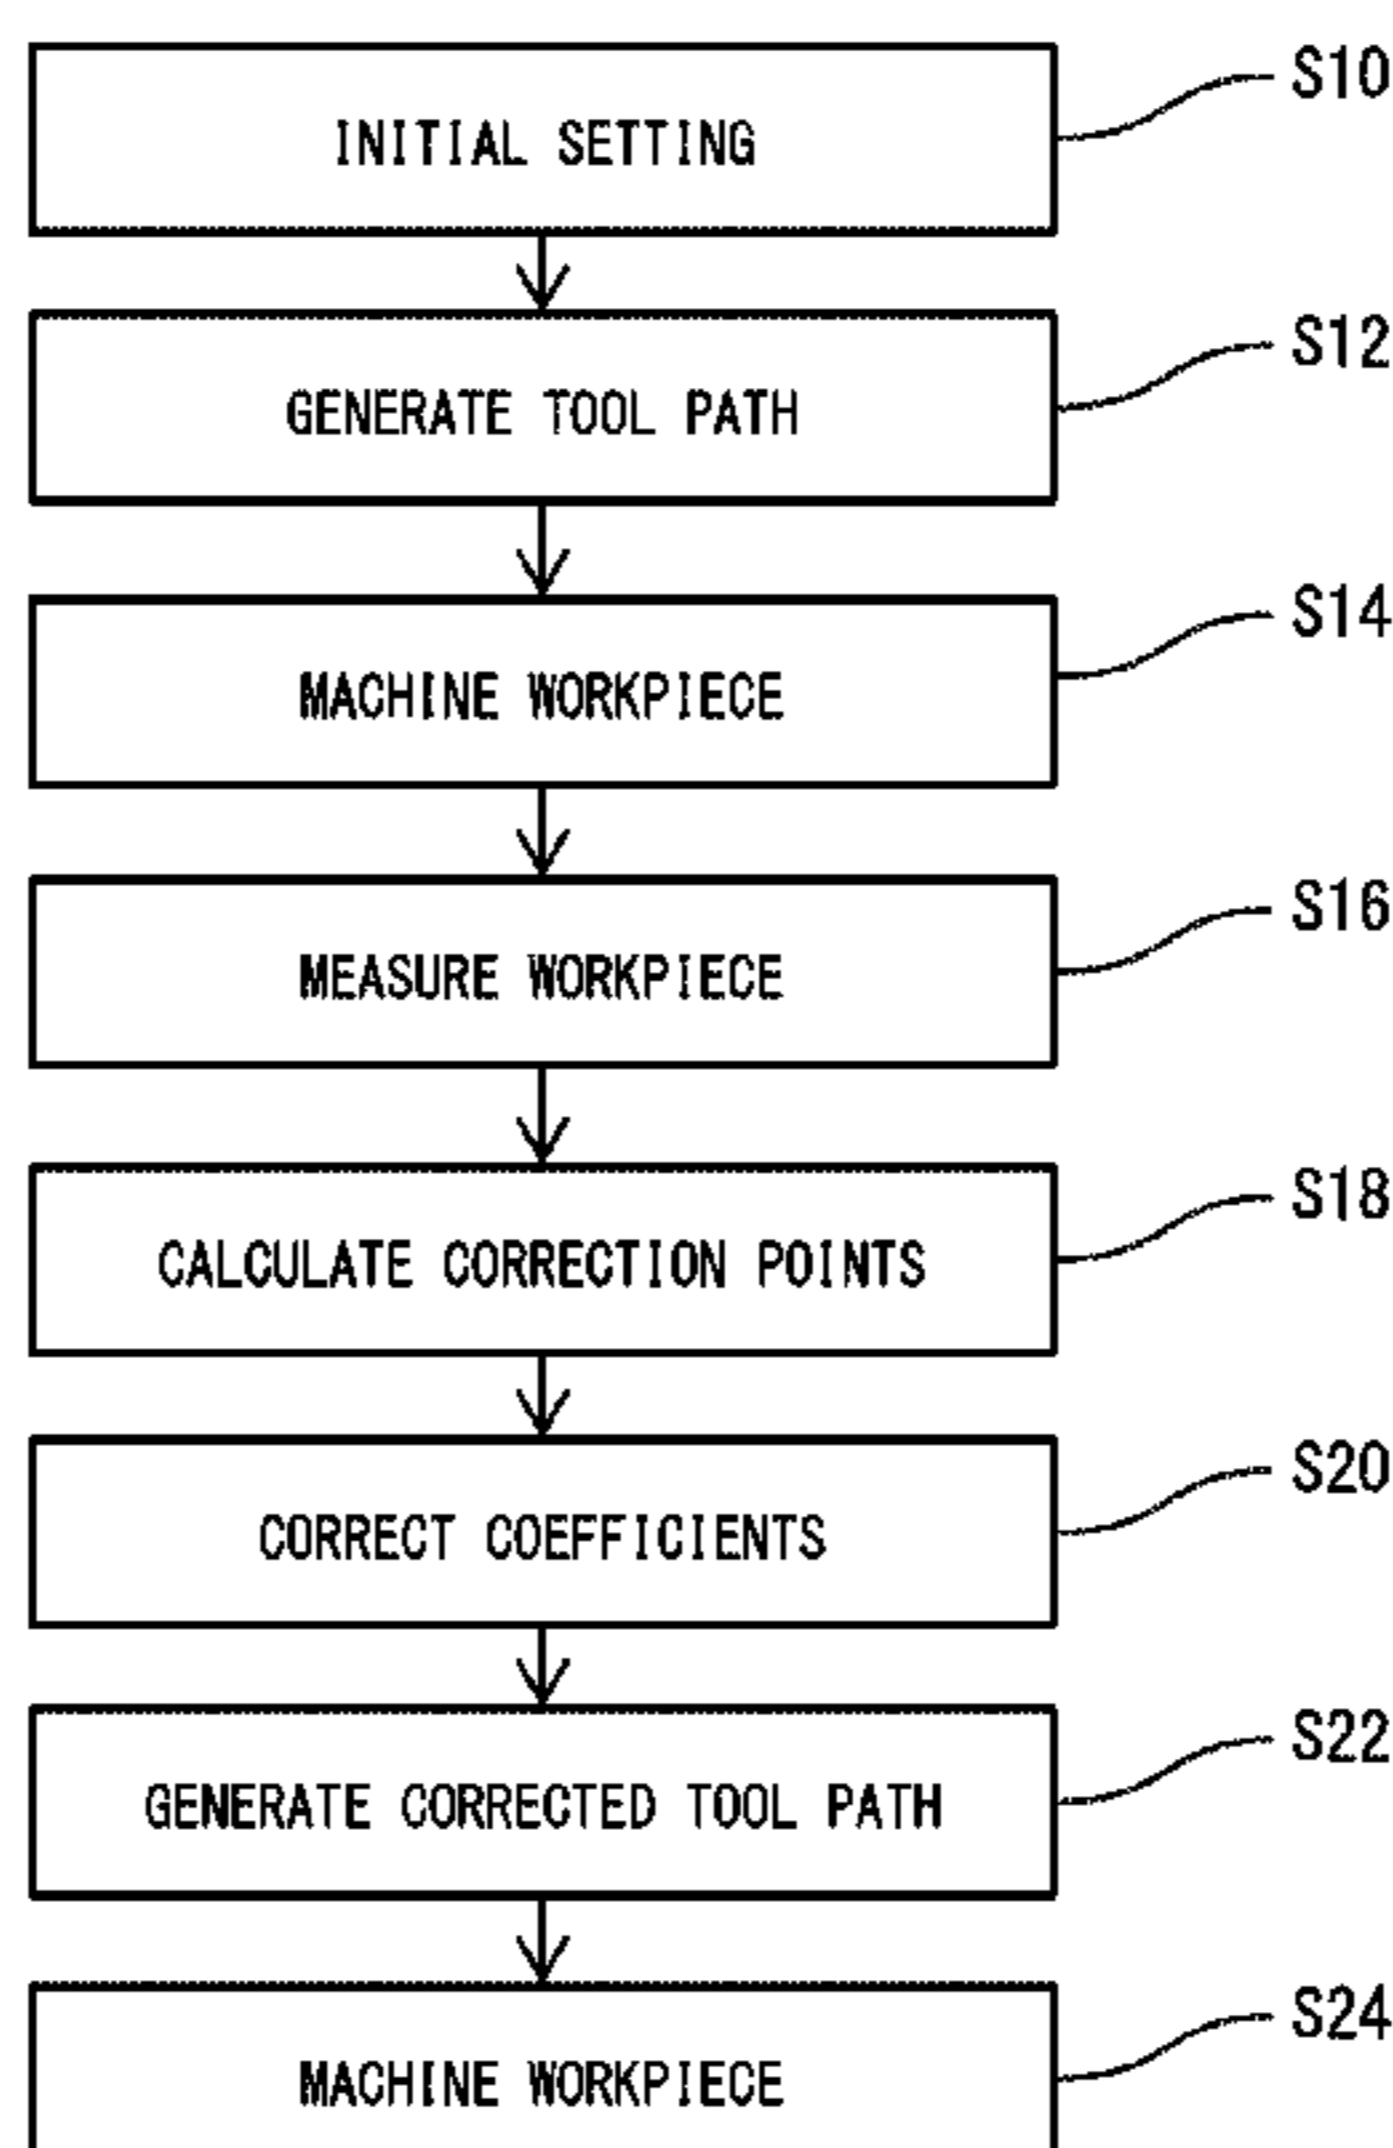 S10
INITIAL SETTING
S12
GENERATE TOOL PATH
S14
MACHINE WORKPIECE
S16
MEASURE WORKPIECE
S18
CALCULATE CORRECTION POINTS
S20
CORRECT COEFFICIENTS
S22
GENERATE CORRECTED TOOL PATH
S24
MACHINE WORKPIECE